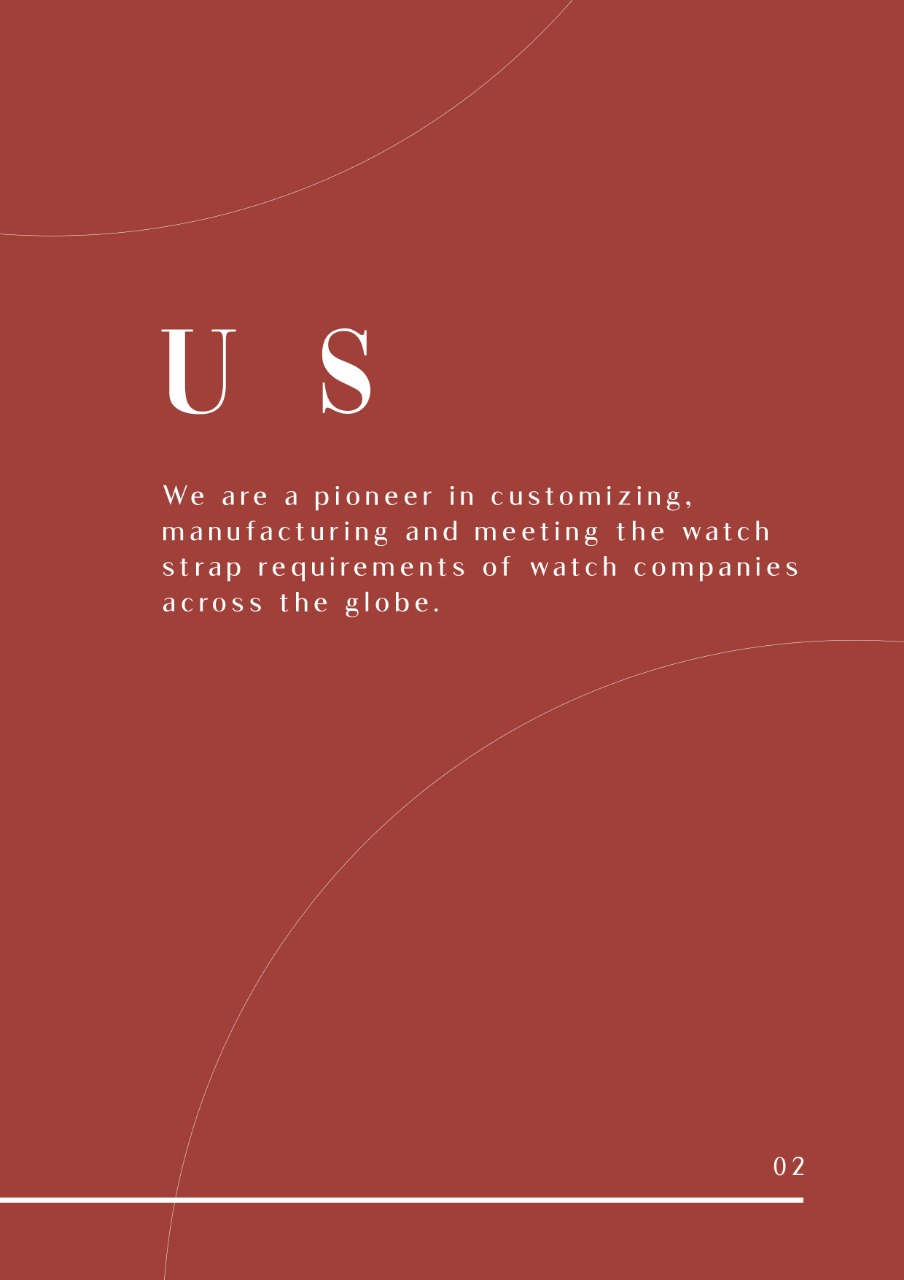 U S
We are a pioneer in customizing,
manufacturing and meeting the watch
strap requirements of watch companies
across the globe.
02